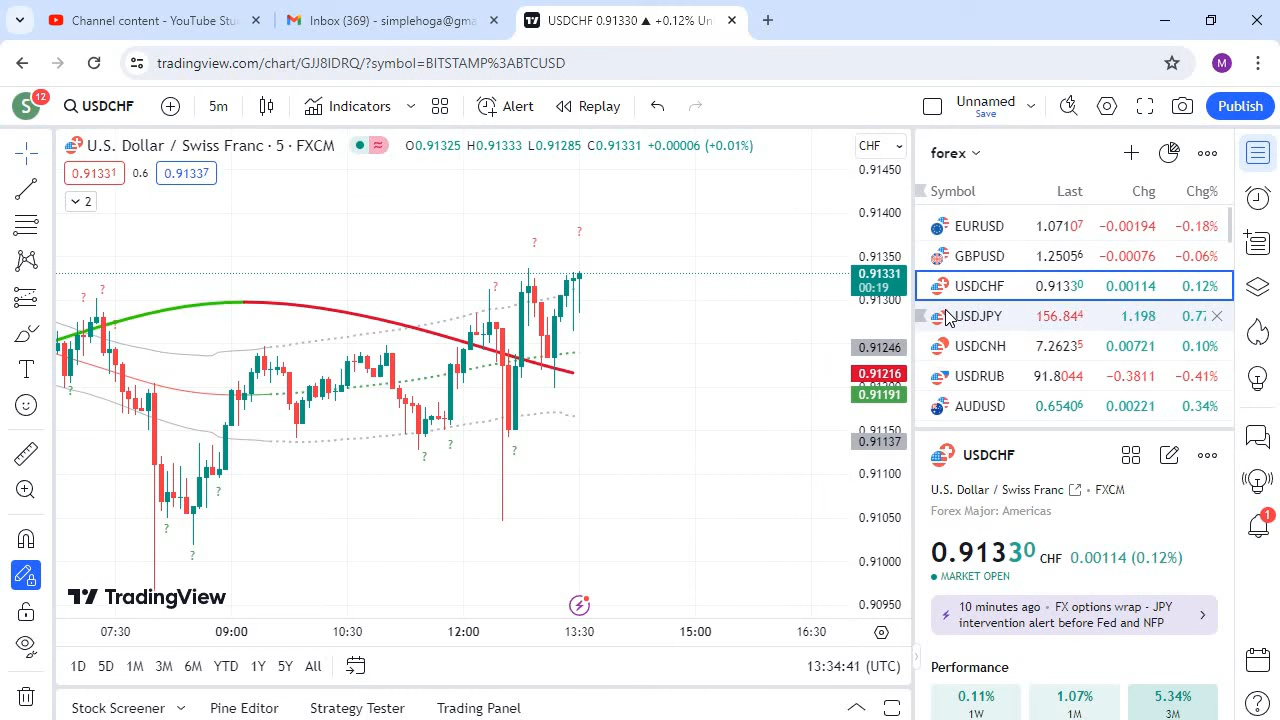 Channel content - YouTube Stu
Inbox (369) - simplehoga@gma
USDCHF 0.91330 ▲ +0.12% Un
tradingview.com/chart/GJJ8IDRQ/?symbol=BITSTAMP%3ABTCUSD
M
S
12
USDCHF
5m
Indicators
Alert
Replay
Unnamed
Save
Publish
U.S. Dollar / Swiss Franc · 5 · FXCM
O0.91325 H0.91333 L0.91285 C0.91331 +0.00006 (+0.01%)
CHF
0.91331
0.6
0.91337
2
0.91450
0.91400
0.91350
0.91331
00:19
0.91300
0.91246
0.91216
0.91191
0.91150
0.91137
0.91100
0.91050
0.91000
0.90950
? ? ? ? ? ? ? ? ? ? ? ? ?
TradingView
07:30 09:00 10:30 12:00 13:30 15:00 16:30
1D 5D 1M 3M 6M YTD 1Y 5Y All
13:34:41 (UTC)
Stock Screener
Pine Editor
Strategy Tester
Trading Panel
forex
Symbol Last Chg Chg%
EURUSD 1.07107 −0.00194 −0.18%
GBPUSD 1.25056 −0.00076 −0.06%
USDCHF 0.91330 0.00114 0.12%
USDJPY 156.844 1.198
USDCNH 7.26235 0.00721 0.10%
USDRUB 91.8044 −0.3811 −0.41%
AUDUSD 0.65406 0.00221 0.34%
USDCHF
U.S. Dollar / Swiss Franc · FXCM
Forex Major: Americas
0.91330 CHF 0.00114 (0.12%)
MARKET OPEN
10 minutes ago · FX options wrap - JPY
intervention alert before Fed and NFP
Performance
0.11% 1.07% 5.34%
1W 1M 3M
1